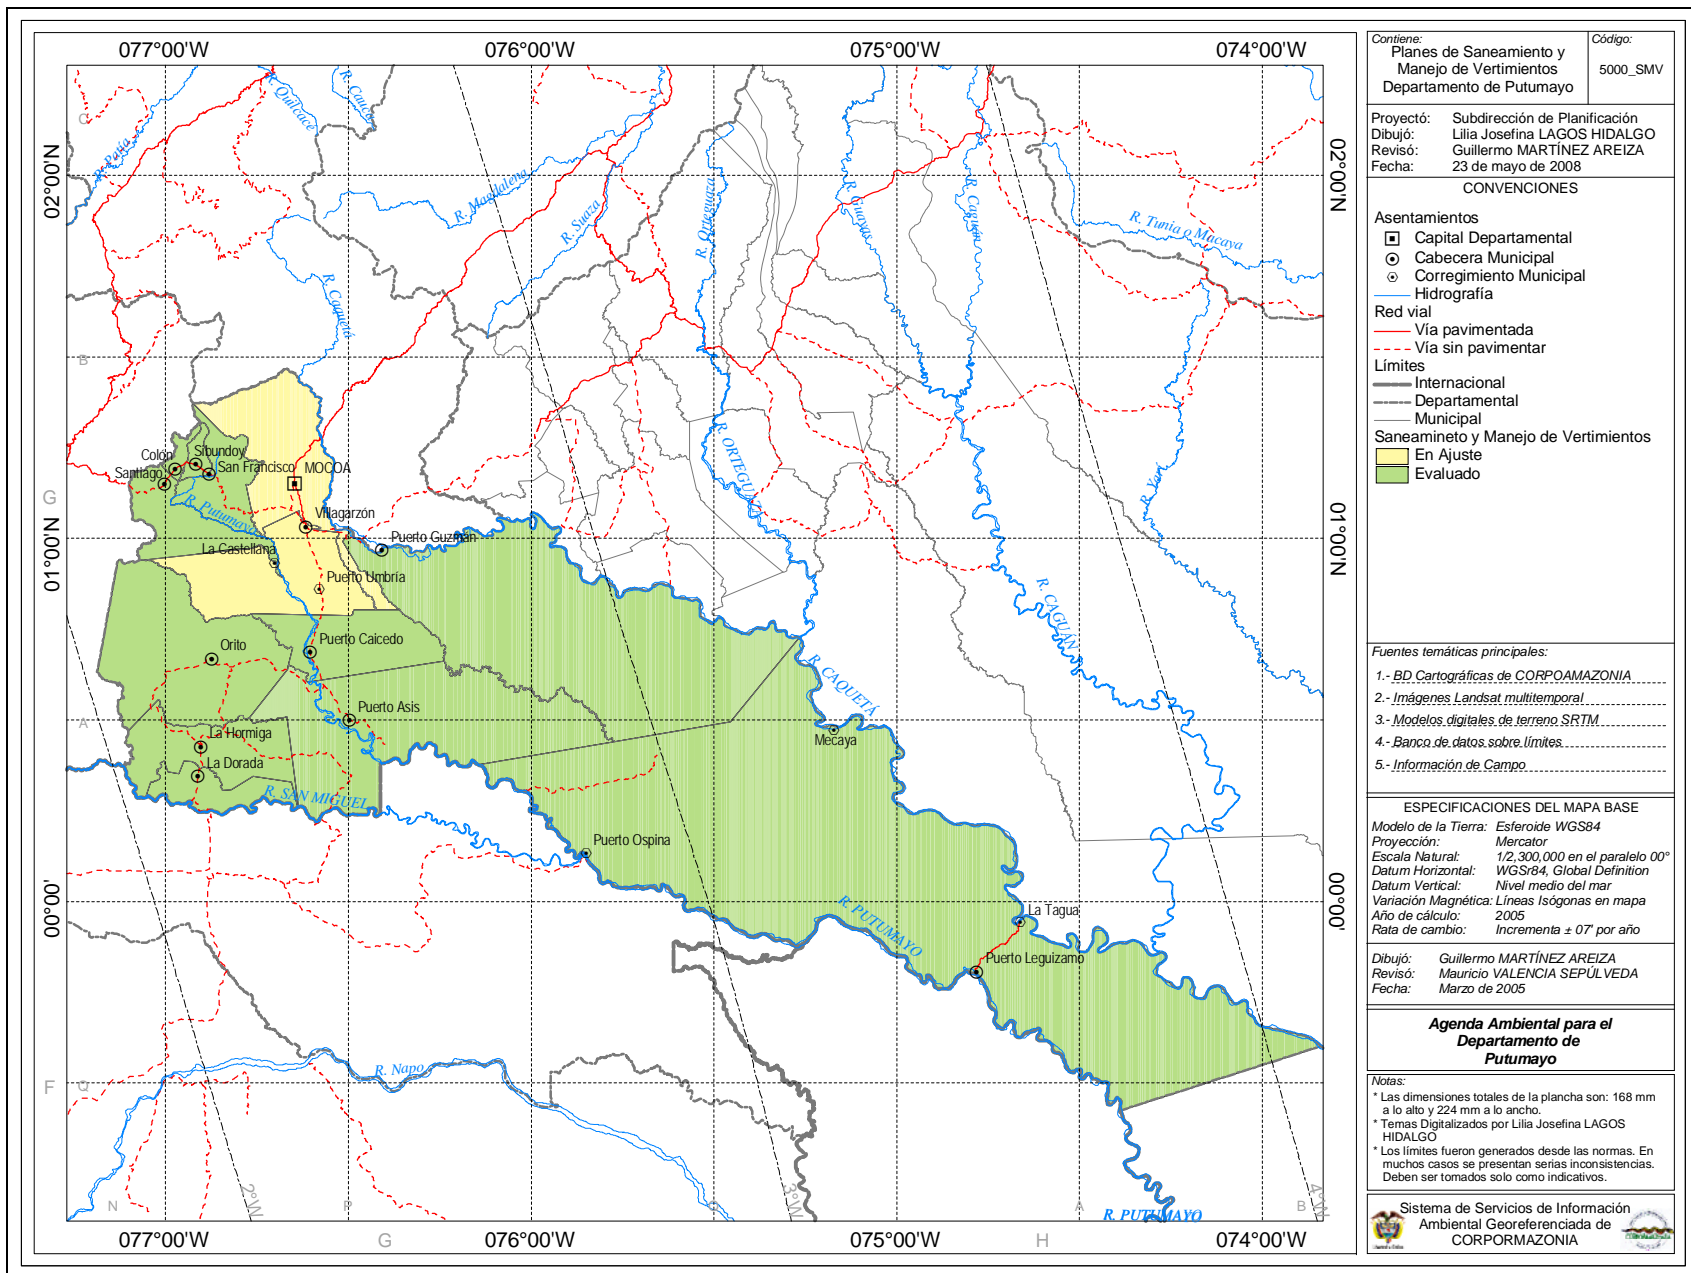 077°00'W
076°00'W
075°00'W
074°00'W
02°00'N
01°00'N
00°00'
02°00'N
01°00'N
00°00'
077°00'W
076°00'W
075°00'W
074°00'W
C
B
G
A
F
Q
N
P
G
Q
A
H
B
2°W
3°W
4°W
R. Patía
R. Quilcacé
R. Cauca
R. Magdalena
R. Suaza
R. Caquetá
R. Orteguaza
R. Guayas
R. Caguán
R. Tunia o Macaya
R. Yarí
R. ORTEGUAZA
R. CAGUÁN
R. CAQUETÁ
R. Putumayo
R. SAN MIGUEL
R. PUTUMAYO
R. Napo
R. PUTUMAYO
Colón
Sibundoy
Santiago
San Francisco
MOCOA
Villagarzón
Puerto Guzmán
La Castellana
Puerto Umbría
Orito
Puerto Caicedo
Puerto Asis
La Hormiga
La Dorada
Mecaya
Puerto Ospina
La Tagua
Puerto Leguizamo
Contiene:
Planes de Saneamiento y
Manejo de Vertimientos
Departamento de Putumayo
Código:
5000_SMV
Proyectó: Subdirección de Planificación
Dibujó: Lilia Josefina LAGOS HIDALGO
Revisó: Guillermo MARTÍNEZ AREIZA
Fecha: 23 de mayo de 2008
CONVENCIONES
Asentamientos
Capital Departamental
Cabecera Municipal
Corregimiento Municipal
Hidrografía
Red vial
Vía pavimentada
Vía sin pavimentar
Límites
Internacional
Departamental
Municipal
Saneamineto y Manejo de Vertimientos
En Ajuste
Evaluado
Fuentes temáticas principales:
1.- BD Cartográficas de CORPOAMAZONIA
2.- Imágenes Landsat multitemporal
3.- Modelos digitales de terreno SRTM
4.- Banco de datos sobre límites
5.- Información de Campo
ESPECIFICACIONES DEL MAPA BASE
Modelo de la Tierra: Esferoide WGS84
Proyección: Mercator
Escala Natural: 1/2,300,000 en el paralelo 00°
Datum Horizontal: WGSr84, Global Definition
Datum Vertical: Nivel medio del mar
Variación Magnética: Líneas Isógonas en mapa
Año de cálculo: 2005
Rata de cambio: Incrementa ± 07' por año
Dibujó: Guillermo MARTÍNEZ AREIZA
Revisó: Mauricio VALENCIA SEPÚLVEDA
Fecha: Marzo de 2005
Agenda Ambiental para el
Departamento de
Putumayo
Notas:
* Las dimensiones totales de la plancha son: 168 mm
a lo alto y 224 mm a lo ancho.
* Temas Digitalizados por Lilia Josefina LAGOS
HIDALGO
* Los límites fueron generados desde las normas. En
muchos casos se presentan serias inconsistencias.
Deben ser tomados solo como indicativos.
Sistema de Servicios de Información
Ambiental Georeferenciada de
CORPORMAZONIA